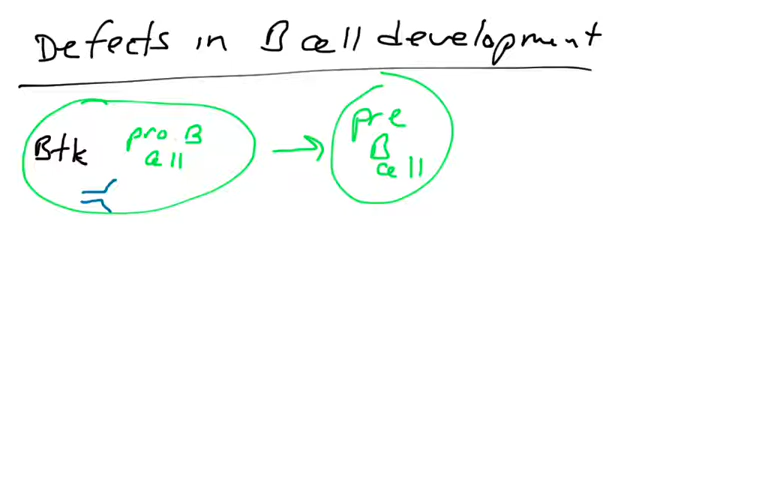 Defects in B cell development
Btk
pro B
cell
pre
B
cell